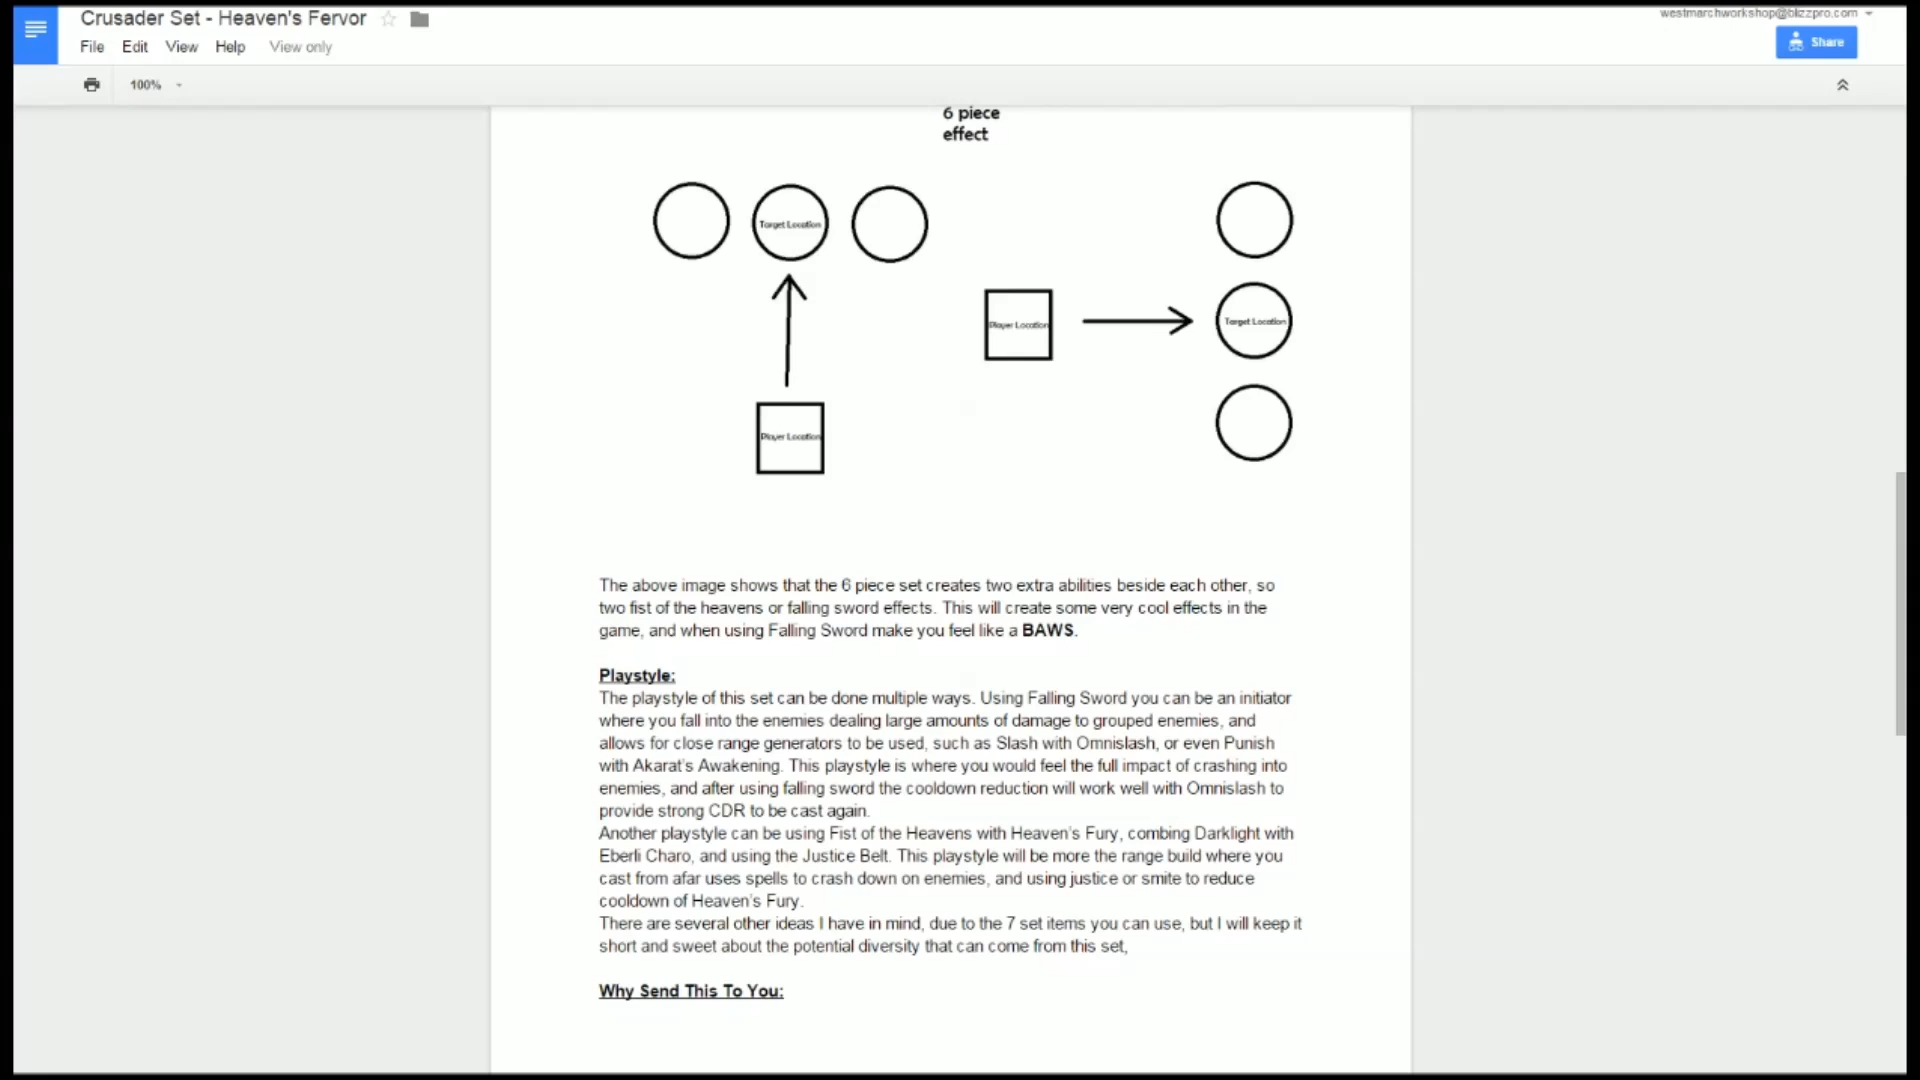 Crusader Set - Heaven's Fervor
westmarchworkshop@blizzpro.com
File Edit View Help View only
Share
100%
6 piece
effect
Target Location
Player Location
Target Location
Player Location
The above image shows that the 6 piece set creates two extra abilities beside each other, so
two fist of the heavens or falling sword effects. This will create some very cool effects in the
game, and when using Falling Sword make you feel like a BAWS.
Playstyle:
The playstyle of this set can be done multiple ways. Using Falling Sword you can be an initiator
where you fall into the enemies dealing large amounts of damage to grouped enemies, and
allows for close range generators to be used, such as Slash with Omnislash, or even Punish
with Akarat's Awakening. This playstyle is where you would feel the full impact of crashing into
enemies, and after using falling sword the cooldown reduction will work well with Omnislash to
provide strong CDR to be cast again.
Another playstyle can be using Fist of the Heavens with Heaven's Fury, combing Darklight with
Eberli Charo, and using the Justice Belt. This playstyle will be more the range build where you
cast from afar uses spells to crash down on enemies, and using justice or smite to reduce
cooldown of Heaven's Fury.
There are several other ideas I have in mind, due to the 7 set items you can use, but I will keep it
short and sweet about the potential diversity that can come from this set,
Why Send This To You: